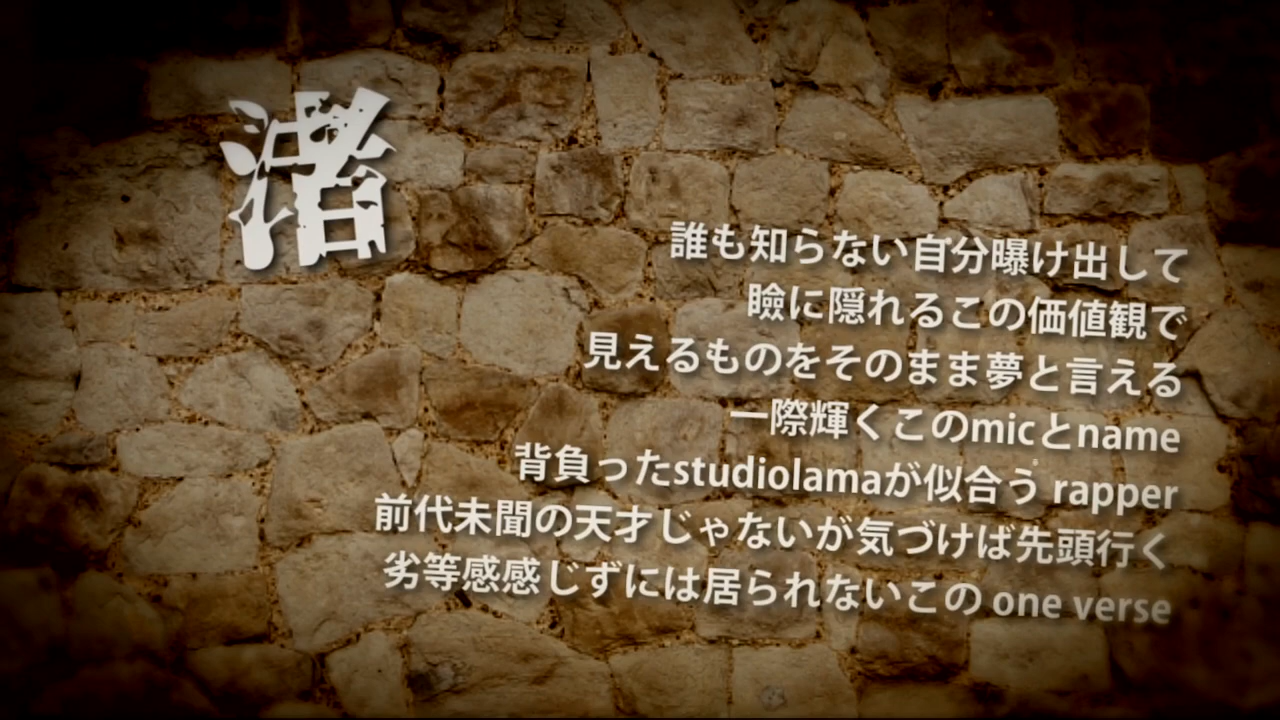 渚
誰も知らない自分曝け出して
瞼に隠れるこの価値観で
見えるものをそのまま夢と言える
一際輝くこのmicとname
背負ったstudiolamaが似合う rapper
前代未聞の天才じゃないが気づけば先頭行く
劣等感感じずには居られないこの one verse